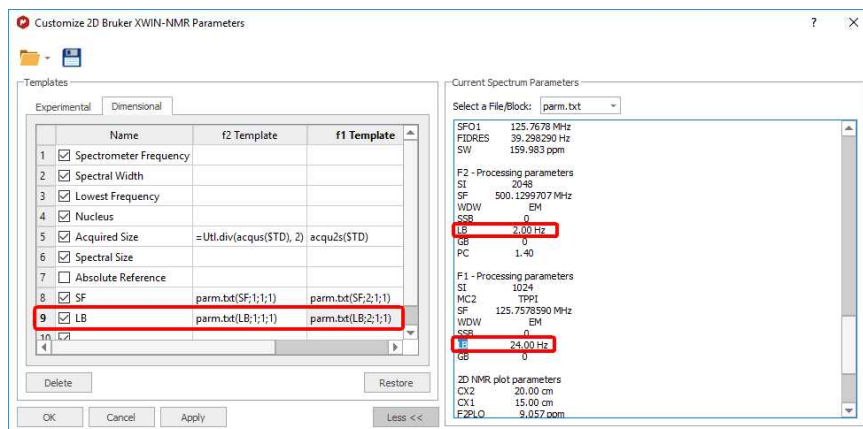 Customize 2D Bruker XWIN-NMR Parameters ? X
Templates
Experimental Dimensional
Name f2 Template f1 Template
1 Spectrometer Frequency
2 Spectral Width
3 Lowest Frequency
4 Nucleus
5 Acquired Size =Utl.div(acqus($TD), 2) acqu2s($TD)
6 Spectral Size
7 Absolute Reference
8 SF parm.txt(SF;1;1;1) parm.txt(SF;2;1;1)
9 LB parm.txt(LB;1;1;1) parm.txt(LB;2;1;1)
10
Delete Restore
OK Cancel Apply Less <<
Current Spectrum Parameters
Select a File/Block: parm.txt
SFO1 125.7678 MHz
FIDRES 39.298290 Hz
SW 159.983 ppm
F2 - Processing parameters
SI 2048
SF 500.1299707 MHz
WDW EM
SSB 0
LB 2.00 Hz
GB 0
PC 1.40
F1 - Processing parameters
SI 1024
MC2 TPPI
SF 125.7578590 MHz
WDW EM
SSB 0
LB 24.00 Hz
GB 0
2D NMR plot parameters
CX2 20.00 cm
CX1 15.00 cm
F2PLO 9.057 ppm